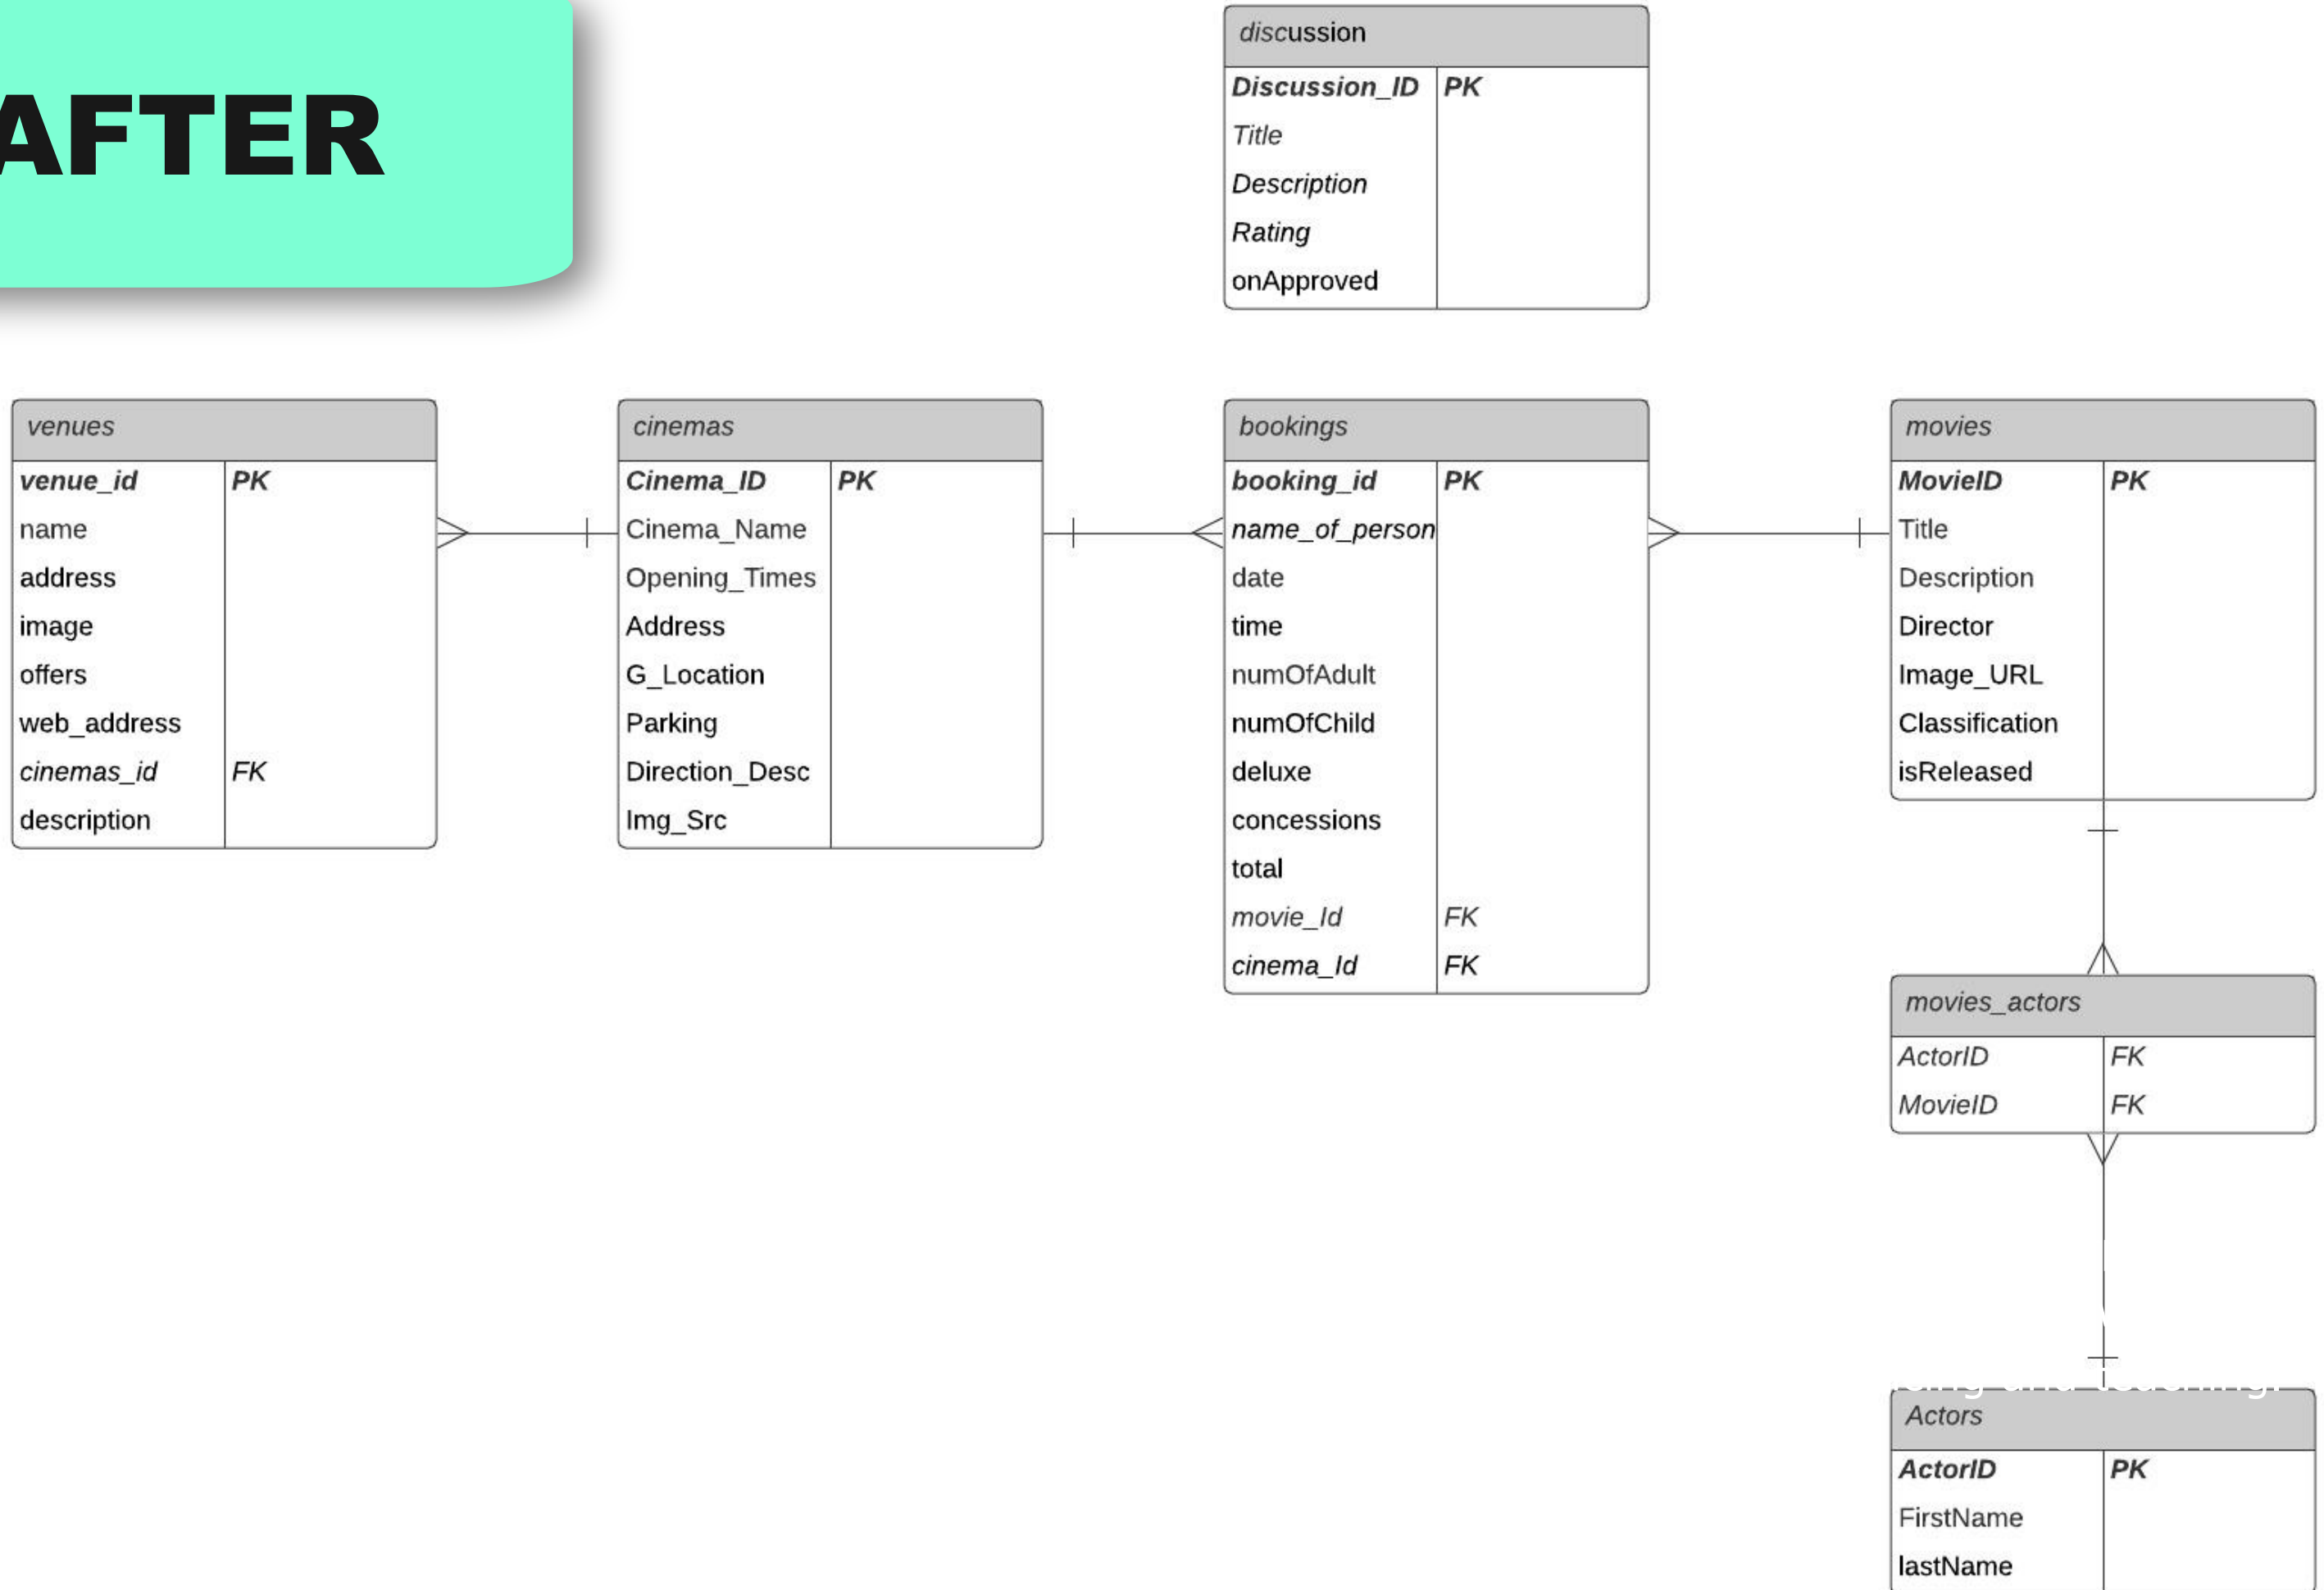 AFTER
discussion
Discussion_ID PK
Title
Description
Rating
onApproved
venues
venue_id PK
name
address
image
offers
web_address
cinemas_id FK
description
cinemas
Cinema_ID PK
Cinema_Name
Opening_Times
Address
G_Location
Parking
Direction_Desc
Img_Src
bookings
booking_id PK
name_of_person
date
time
numOfAdult
numOfChild
deluxe
concessions
total
movie_Id FK
cinema_Id FK
movies
MovieID PK
Title
Description
Director
Image_URL
Classification
isReleased
movies_actors
ActorID FK
MovieID FK
Actors
ActorID PK
FirstName
lastName